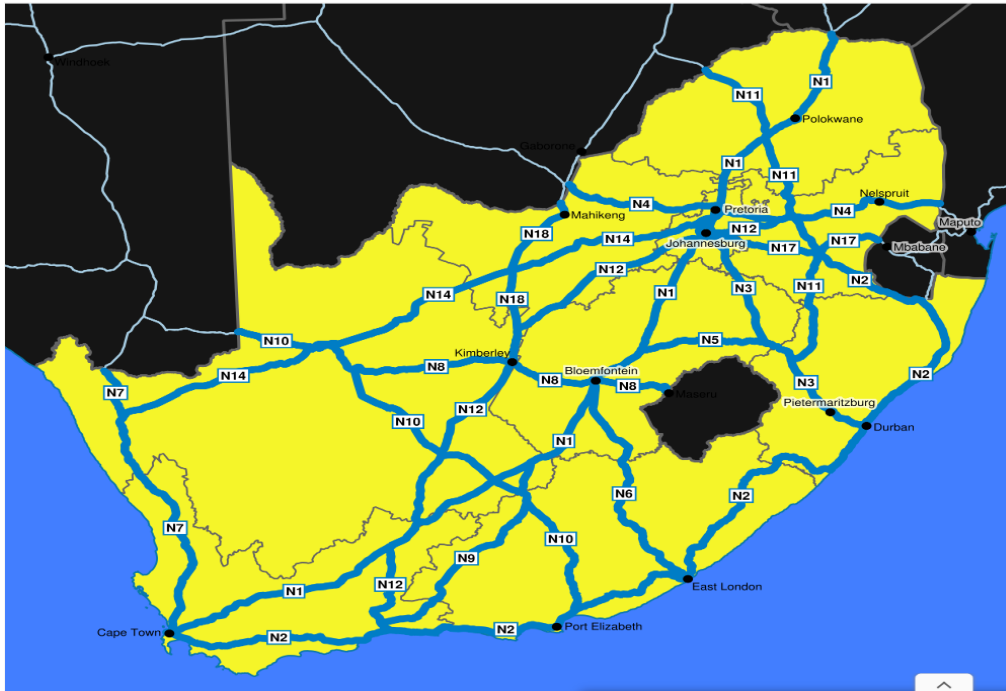 Windhoek
N1
N11
Polokwane
Gaborone
N1
N11
Nelspruit
N4
Pretoria
N4
Mahikeng
Maputo
N12
N18
N14
Johannesburg
N17
N17
Mbabane
N12
N2
N14
N18
N1
N3
N11
N10
N5
Kimberley
N8
Bloemfontein
N2
N14
N8
N8
Maseru
N7
N3
Pietermaritzburg
N12
N10
Durban
N1
N6
N2
N7
N10
N9
N1
N12
East London
Cape Town
N2
N2
Port Elizabeth